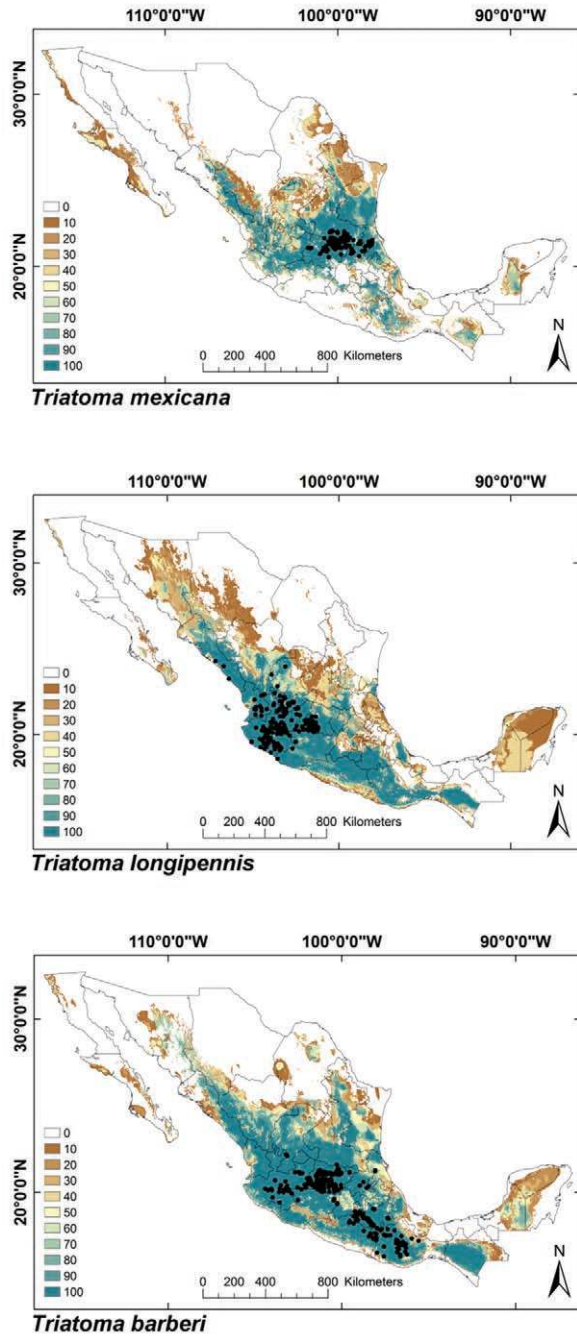 110°0'0"W 100°0'0"W 90°0'0"W
30°0'0"N
20°0'0"N
0
10
20
30
40
50
60
70
80
90
100
0 200 400 800 Kilometers
N
Triatoma mexicana
110°0'0"W 100°0'0"W 90°0'0"W
30°0'0"N
20°0'0"N
0
10
20
30
40
50
60
70
80
90
100
0 200 400 800 Kilometers
N
Triatoma longipennis
110°0'0"W 100°0'0"W 90°0'0"W
30°0'0"N
20°0'0"N
0
10
20
30
40
50
60
70
80
90
100
0 200 400 800 Kilometers
N
Triatoma barberi